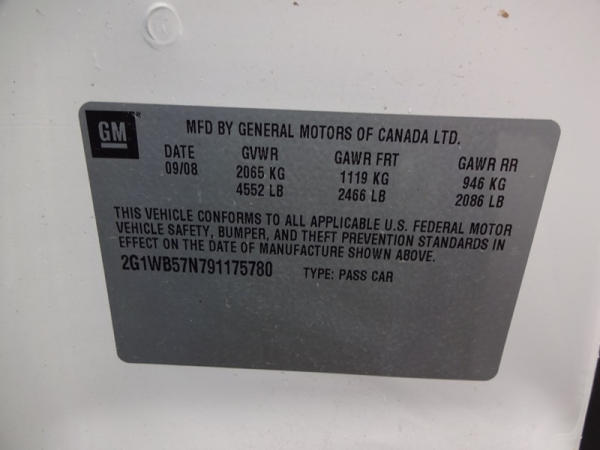 GM
MFD BY GENERAL MOTORS OF CANADA LTD.
DATE GVWR GAWR FRT GAWR RR
09/08 2065 KG 1119 KG 946 KG
4552 LB 2466 LB 2086 LB
THIS VEHICLE CONFORMS TO ALL APPLICABLE U.S. FEDERAL MOTOR
VEHICLE SAFETY, BUMPER, AND THEFT PREVENTION STANDARDS IN
EFFECT ON THE DATE OF MANUFACTURE SHOWN ABOVE.
2G1WB57N791175780 TYPE: PASS CAR